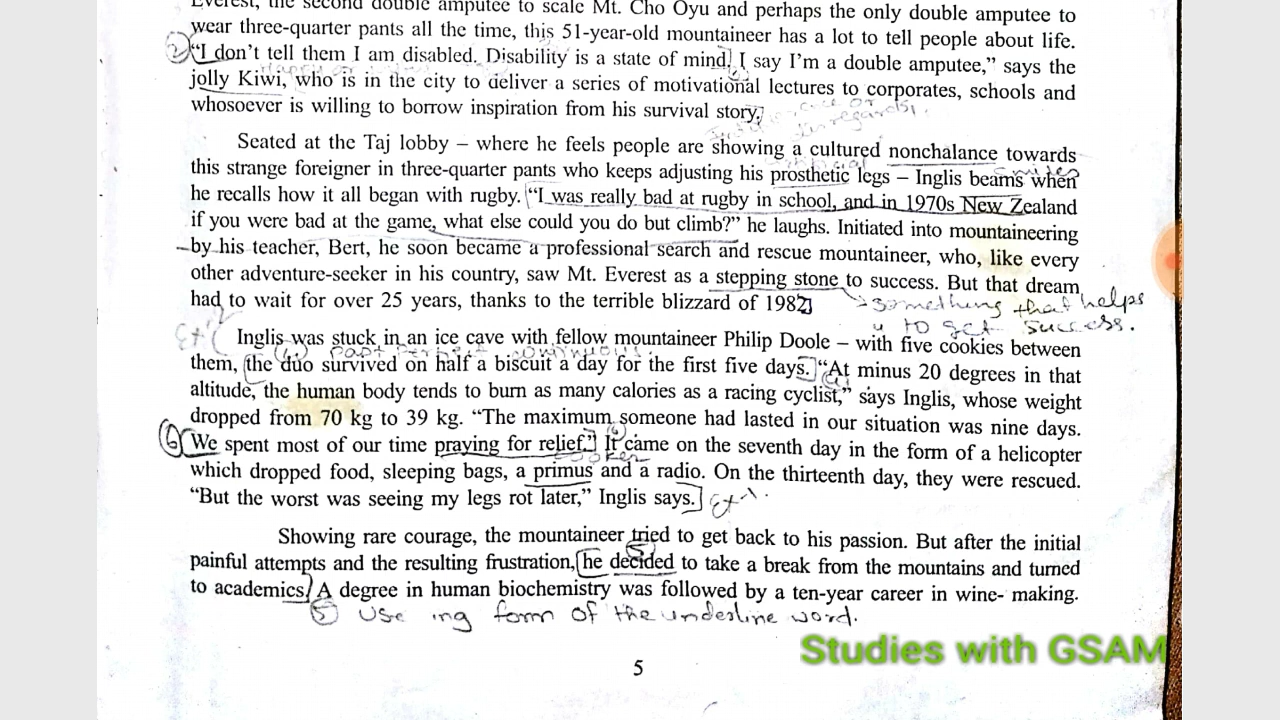 Everest, the second double amputee to scale Mt. Cho Oyu and perhaps the only double amputee to
wear three-quarter pants all the time, this 51-year-old mountaineer has a lot to tell people about life.
② "I don't tell them I am disabled. Disability is a state of mind. I say I'm a double amputee," says the
jolly Kiwi, who is in the city to deliver a series of motivational lectures to corporates, schools and
whosoever is willing to borrow inspiration from his survival story.
Seated at the Taj lobby – where he feels people are showing a cultured nonchalance towards
this strange foreigner in three-quarter pants who keeps adjusting his prosthetic legs – Inglis beams when
he recalls how it all began with rugby. "I was really bad at rugby in school, and in 1970s New Zealand
if you were bad at the game, what else could you do but climb?" he laughs. Initiated into mountaineering
by his teacher, Bert, he soon became a professional search and rescue mountaineer, who, like every
other adventure-seeker in his country, saw Mt. Everest as a stepping stone to success. But that dream
had to wait for over 25 years, thanks to the terrible blizzard of 1982.
something that helps
u to get success.
Inglis was stuck in an ice cave with fellow mountaineer Philip Doole – with five cookies between
past perfect continuous.
them, the duo survived on half a biscuit a day for the first five days. "At minus 20 degrees in that
altitude, the human body tends to burn as many calories as a racing cyclist," says Inglis, whose weight
dropped from 70 kg to 39 kg. "The maximum someone had lasted in our situation was nine days.
⑥ We spent most of our time praying for relief." It came on the seventh day in the form of a helicopter
which dropped food, sleeping bags, a primus and a radio. On the thirteenth day, they were rescued.
"But the worst was seeing my legs rot later," Inglis says.
Showing rare courage, the mountaineer tried to get back to his passion. But after the initial
painful attempts and the resulting frustration, he decided to take a break from the mountains and turned
to academics. A degree in human biochemistry was followed by a ten-year career in wine- making.
⑤ Use ing form of the underline word.
Studies with GSAM
5